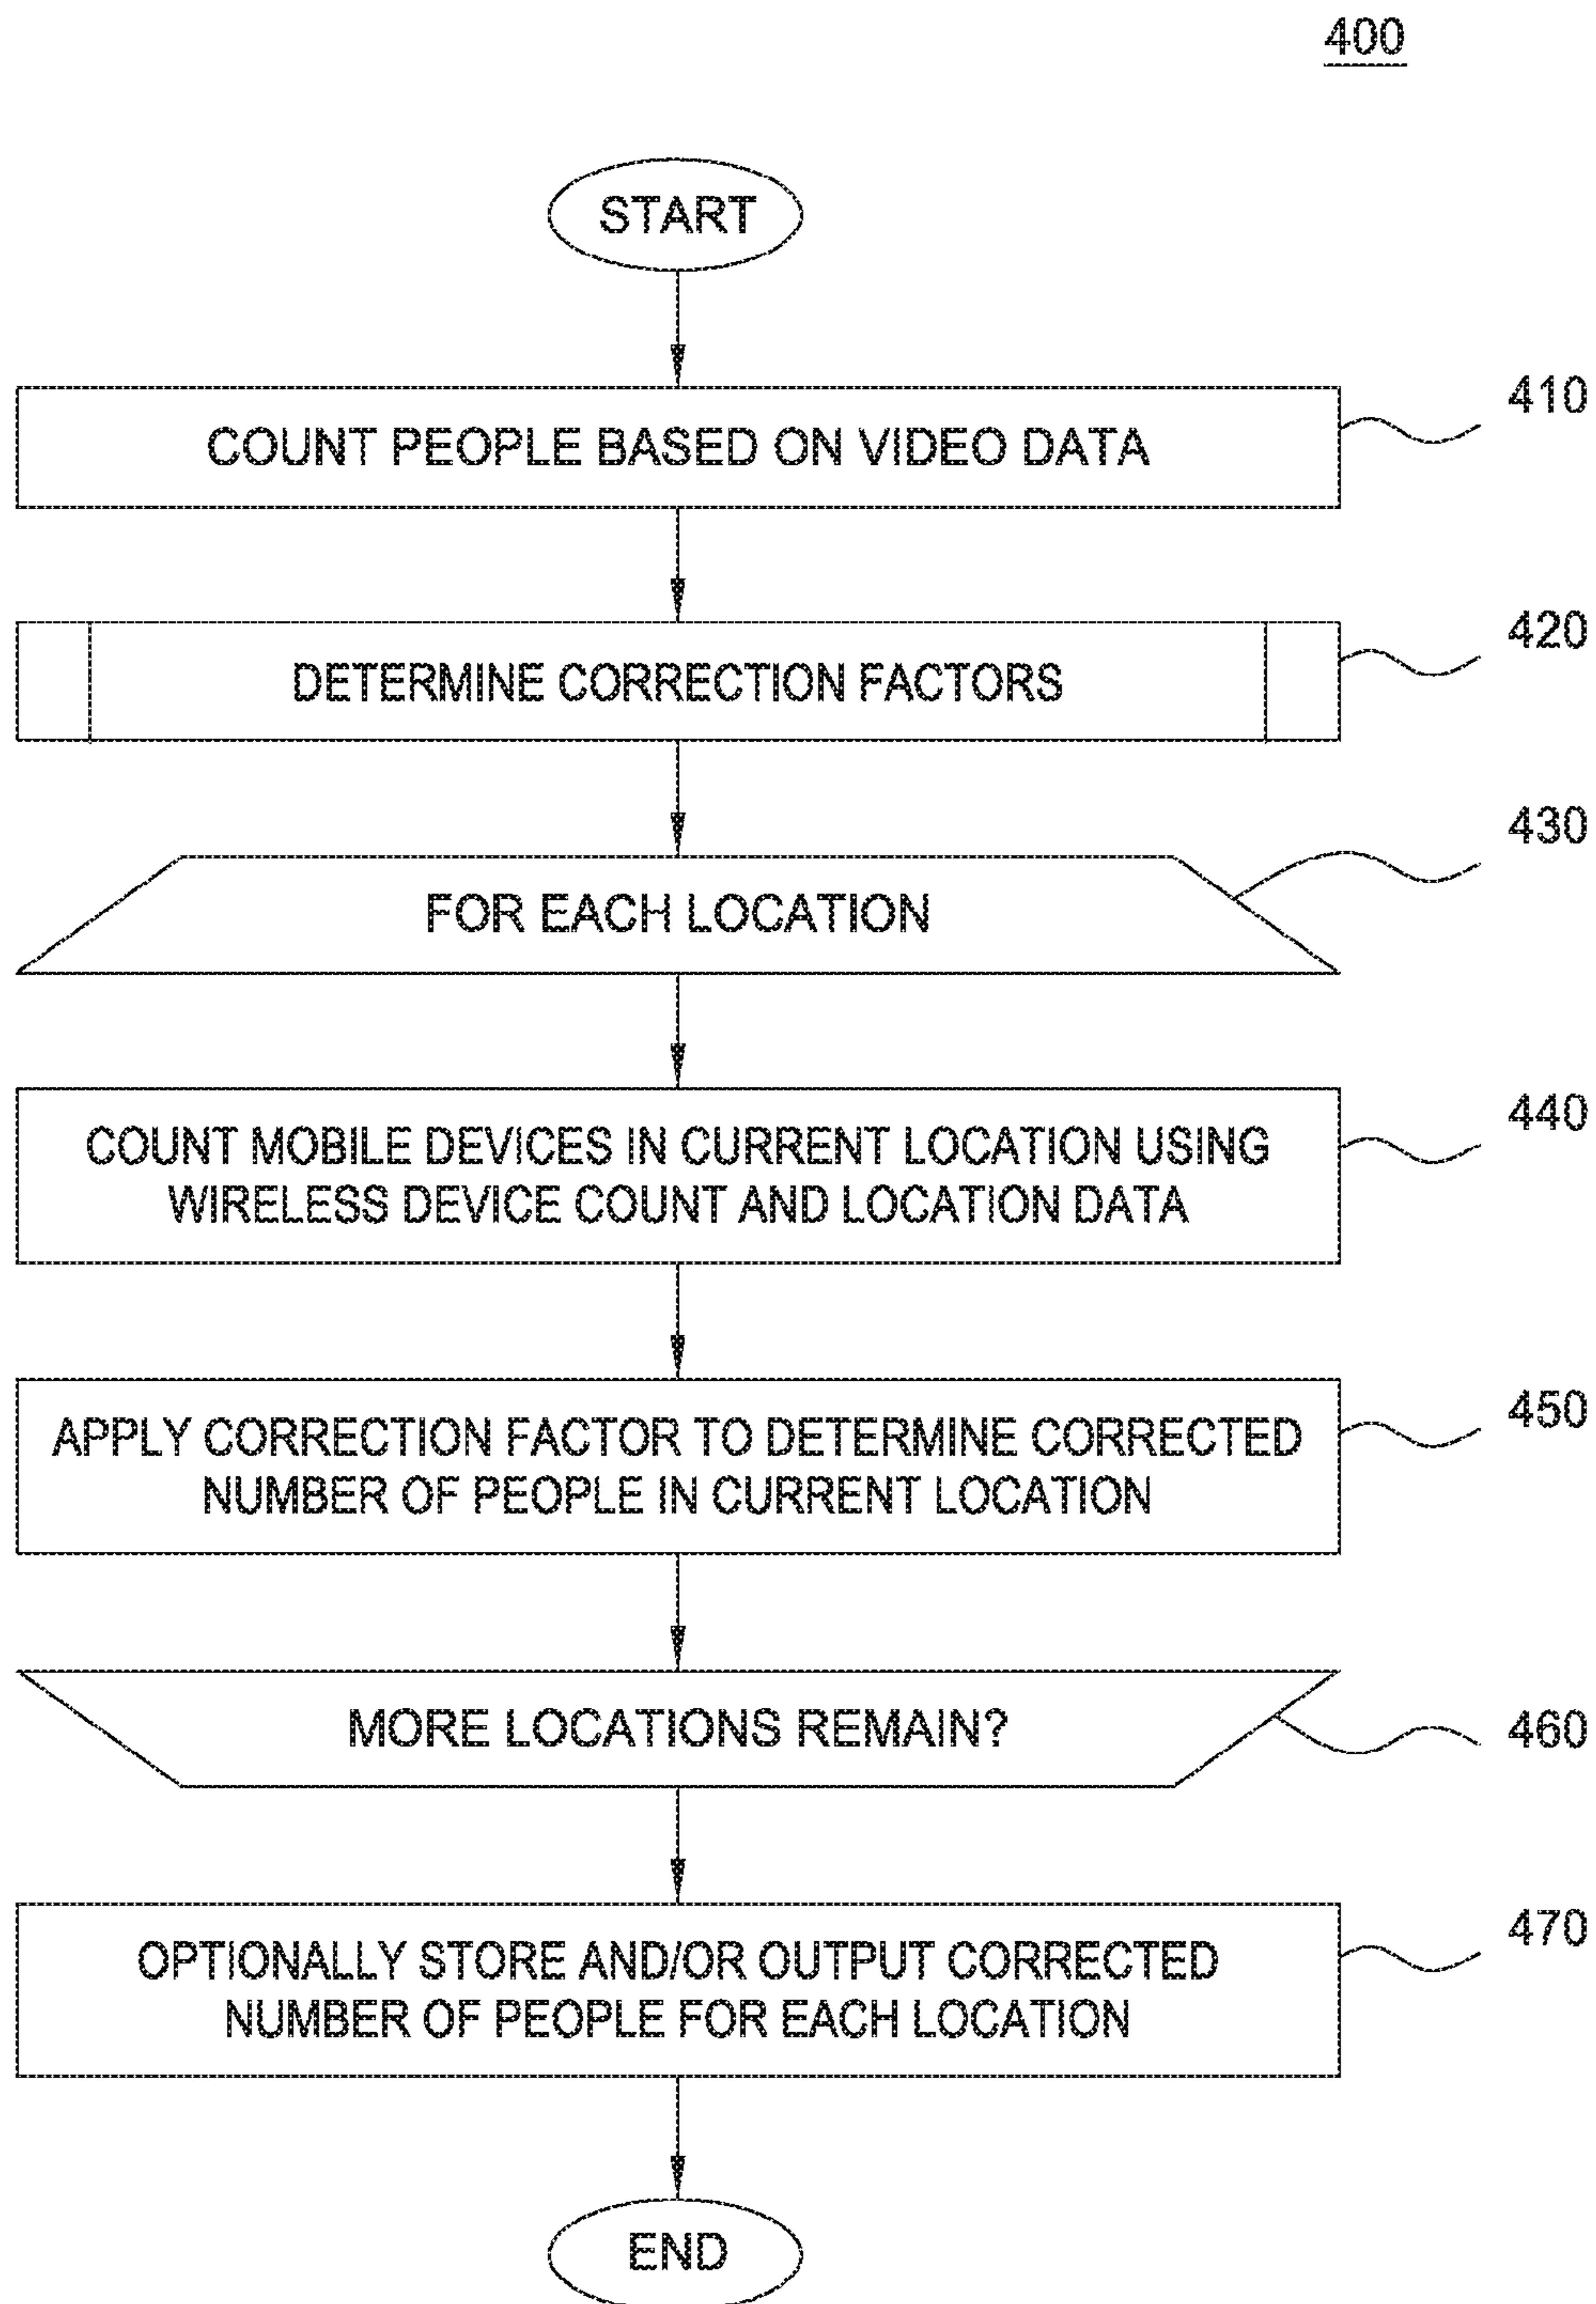 400
START
COUNT PEOPLE BASED ON VIDEO DATA
410
DETERMINE CORRECTION FACTORS
420
FOR EACH LOCATION
430
COUNT MOBILE DEVICES IN CURRENT LOCATION USING
WIRELESS DEVICE COUNT AND LOCATION DATA
440
APPLY CORRECTION FACTOR TO DETERMINE CORRECTED
NUMBER OF PEOPLE IN CURRENT LOCATION
450
MORE LOCATIONS REMAIN?
460
OPTIONALLY STORE AND/OR OUTPUT CORRECTED
NUMBER OF PEOPLE FOR EACH LOCATION
470
END